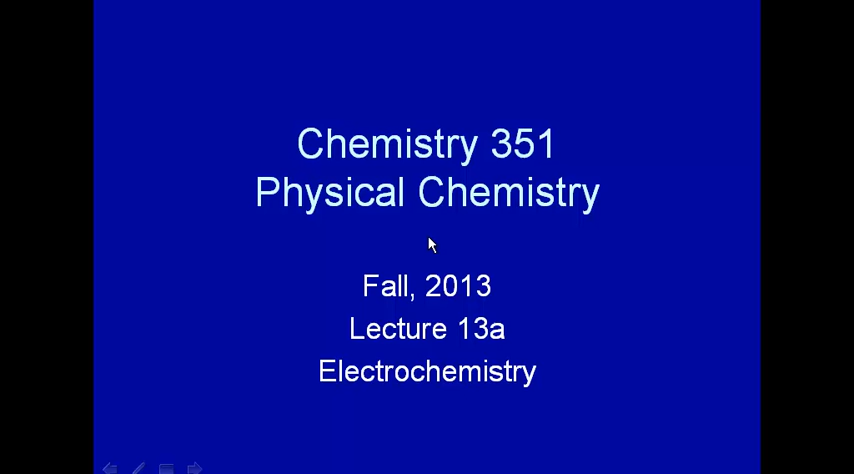 Chemistry 351
Physical Chemistry
Fall, 2013
Lecture 13a
Electrochemistry